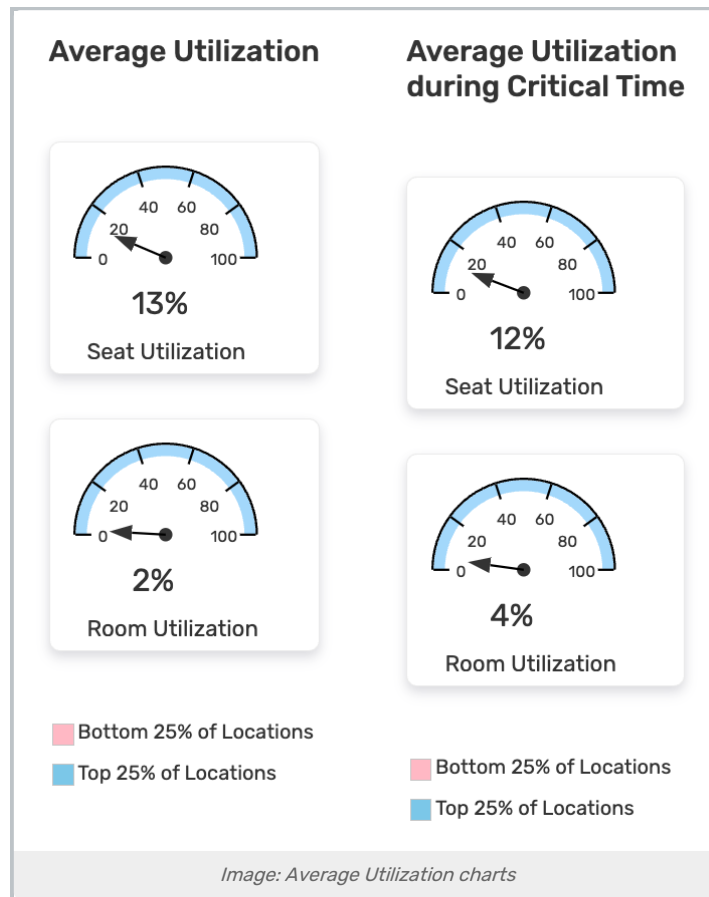 Average Utilization
0
20
40
60
80
100
13%
Seat Utilization
0
20
40
60
80
100
2%
Room Utilization
Bottom 25% of Locations
Top 25% of Locations
Average Utilization
during Critical Time
0
20
40
60
80
100
12%
Seat Utilization
0
20
40
60
80
100
4%
Room Utilization
Bottom 25% of Locations
Top 25% of Locations
Image: Average Utilization charts